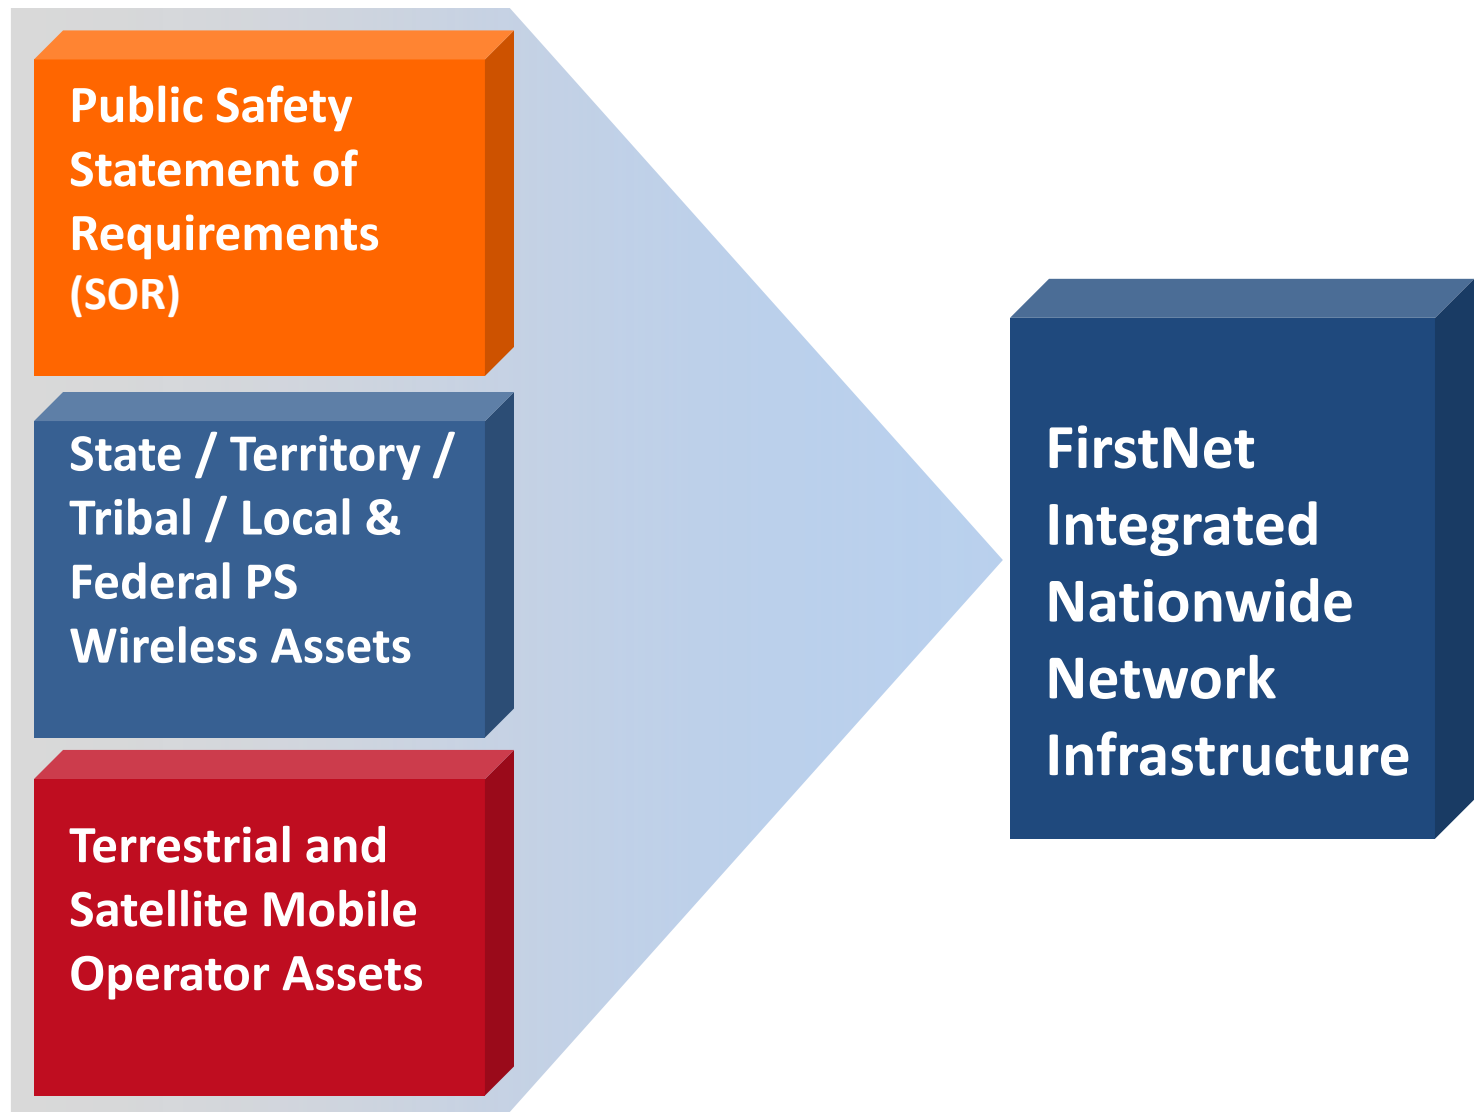 Public Safety
Statement of
Requirements
(SOR)
State / Territory /
Tribal / Local &
Federal PS
Wireless Assets
Terrestrial and
Satellite Mobile
Operator Assets
FirstNet
Integrated
Nationwide
Network
Infrastructure